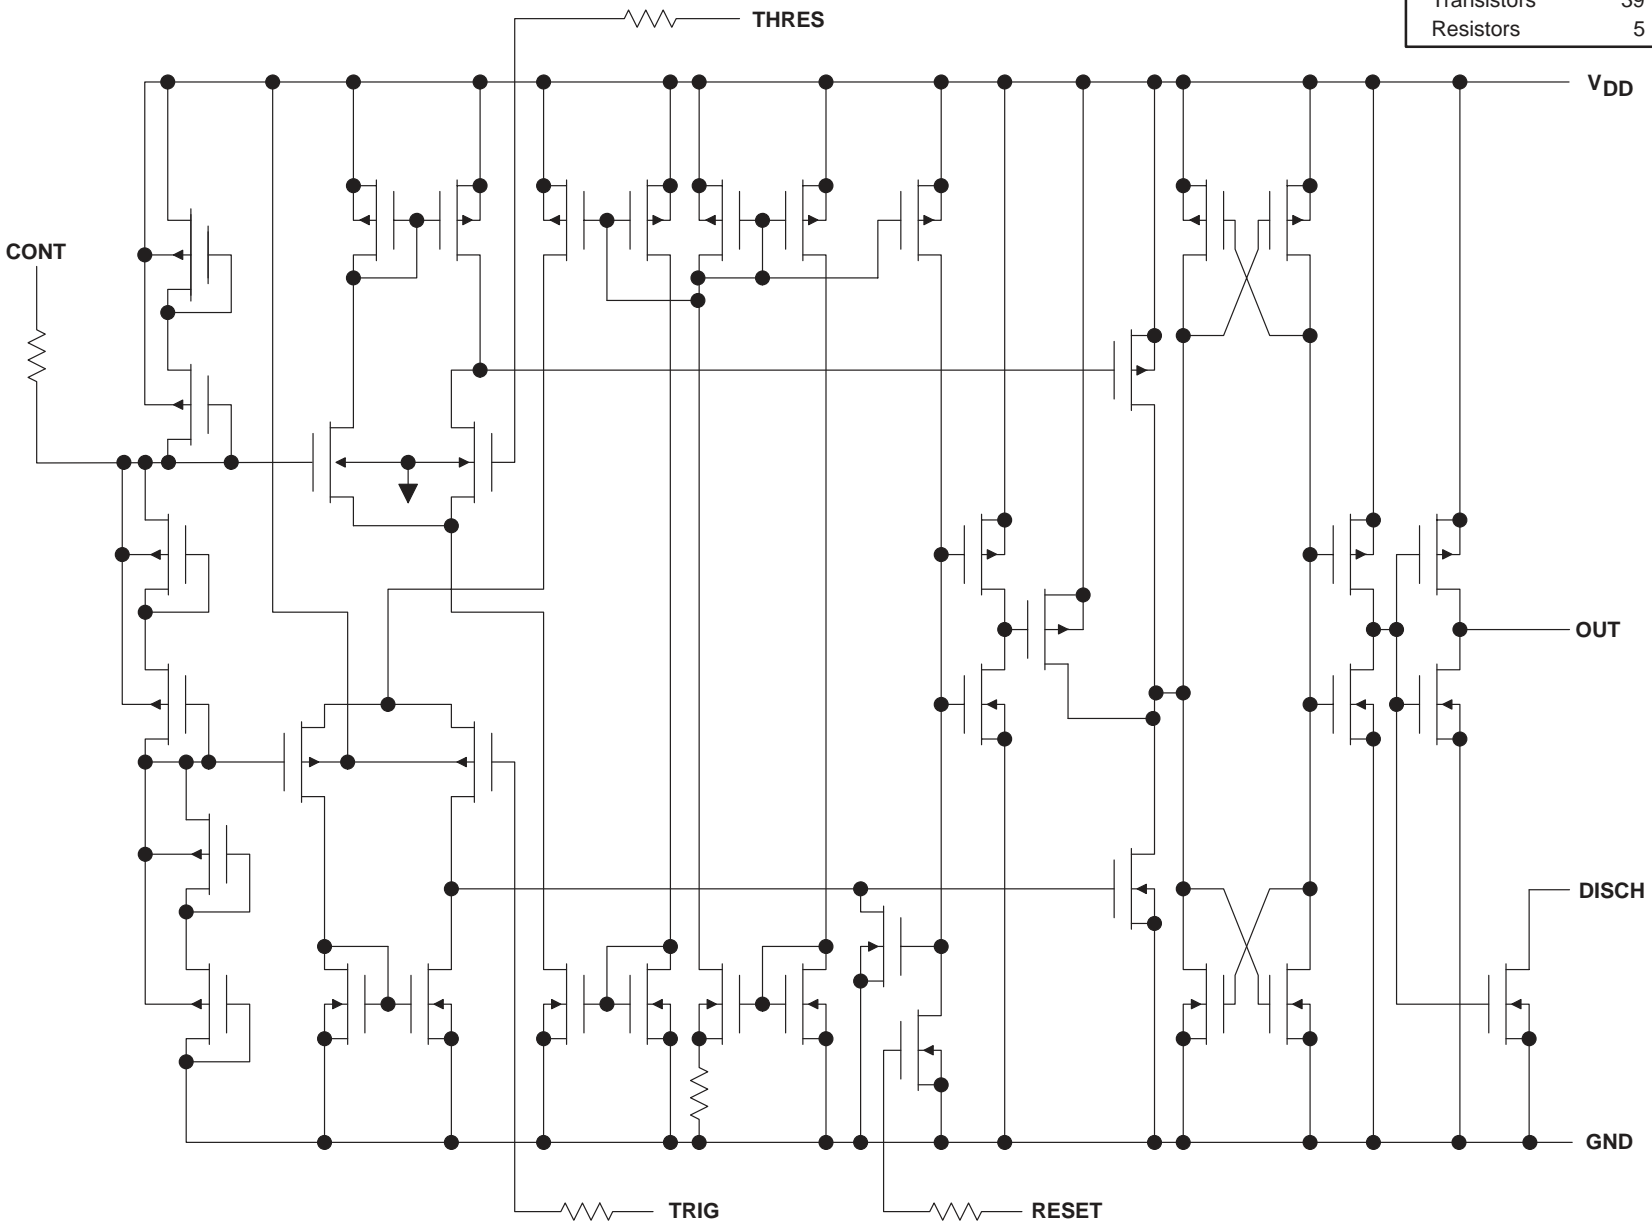 THRES
Transistors 39
Resistors 5
VDD
CONT
OUT
DISCH
GND
TRIG
RESET